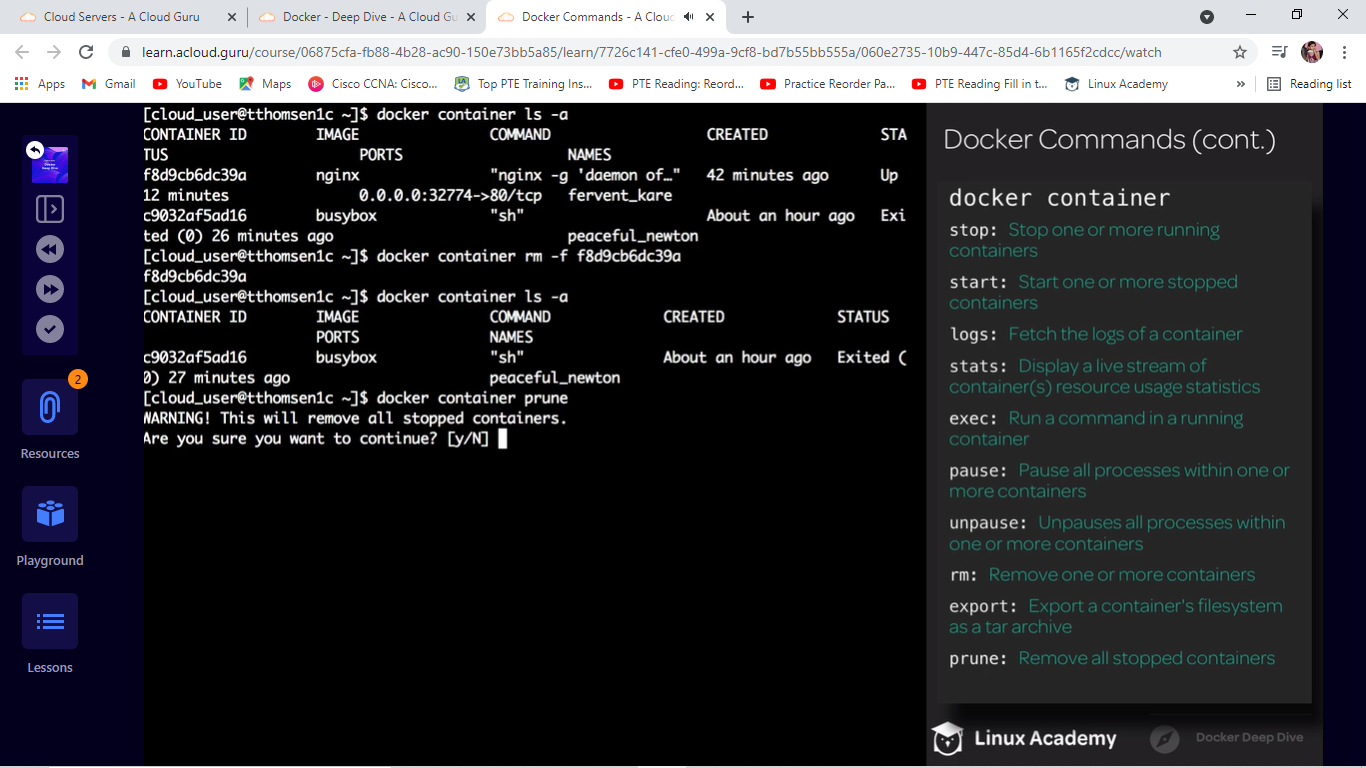 Cloud Servers - A Cloud Guru
Docker - Deep Dive - A Cloud Gu
Docker Commands - A Cloud
learn.acloud.guru/course/06875cfa-fb88-4b28-ac90-150e73bb5a85/learn/7726c141-cfe0-499a-9cf8-bd7b55bb555a/060e2735-10b9-447c-85d4-6b1165f2cdcc/watch
Apps
Gmail
YouTube
Maps
Cisco CCNA: Cisco...
Top PTE Training Ins...
PTE Reading: Reord...
Practice Reorder Pa...
PTE Reading Fill in t...
Linux Academy
»
Reading list
2
Resources
Playground
Lessons
[cloud_user@tthomsen1c ~]$ docker container ls -a
CONTAINER ID IMAGE COMMAND CREATED STA
TUS PORTS NAMES
f8d9cb6dc39a nginx "nginx -g 'daemon of…" 42 minutes ago Up
12 minutes 0.0.0.0:32774->80/tcp fervent_kare
c9032af5ad16 busybox "sh" About an hour ago Exi
ted (0) 26 minutes ago peaceful_newton
[cloud_user@tthomsen1c ~]$ docker container rm -f f8d9cb6dc39a
f8d9cb6dc39a
[cloud_user@tthomsen1c ~]$ docker container ls -a
CONTAINER ID IMAGE COMMAND CREATED STATUS
PORTS NAMES
c9032af5ad16 busybox "sh" About an hour ago Exited (
0) 27 minutes ago peaceful_newton
[cloud_user@tthomsen1c ~]$ docker container prune
WARNING! This will remove all stopped containers.
Are you sure you want to continue? [y/N]
Docker Commands (cont.)
docker container
stop: Stop one or more running
containers
start: Start one or more stopped
containers
logs: Fetch the logs of a container
stats: Display a live stream of
container(s) resource usage statistics
exec: Run a command in a running
container
pause: Pause all processes within one or
more containers
unpause: Unpauses all processes within
one or more containers
rm: Remove one or more containers
export: Export a container's filesystem
as a tar archive
prune: Remove all stopped containers
Linux Academy
Docker Deep Dive